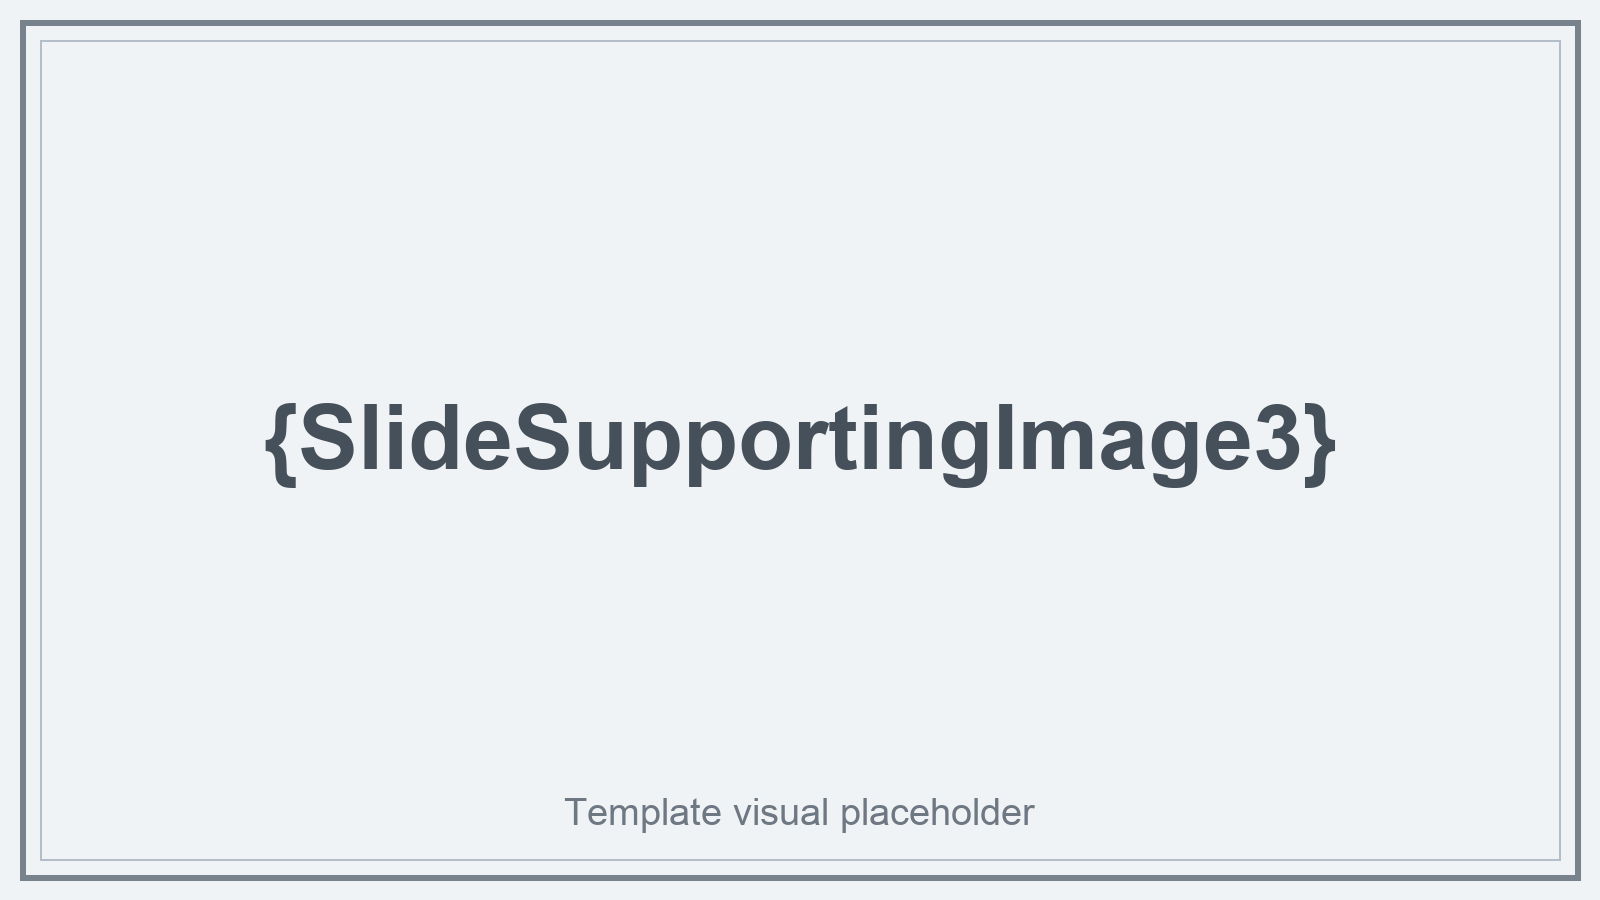 {SlideSupportingImage3}
Template visual placeholder